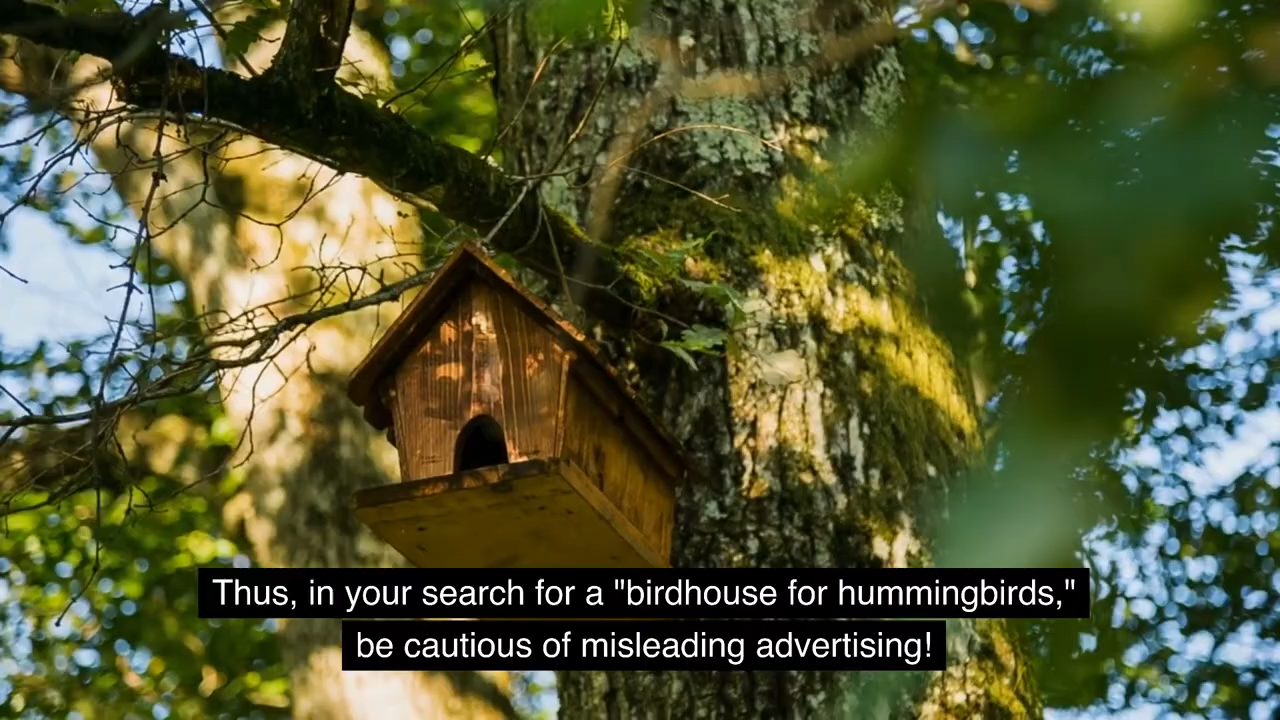 Thus, in your search for a "birdhouse for hummingbirds,"
be cautious of misleading advertising!